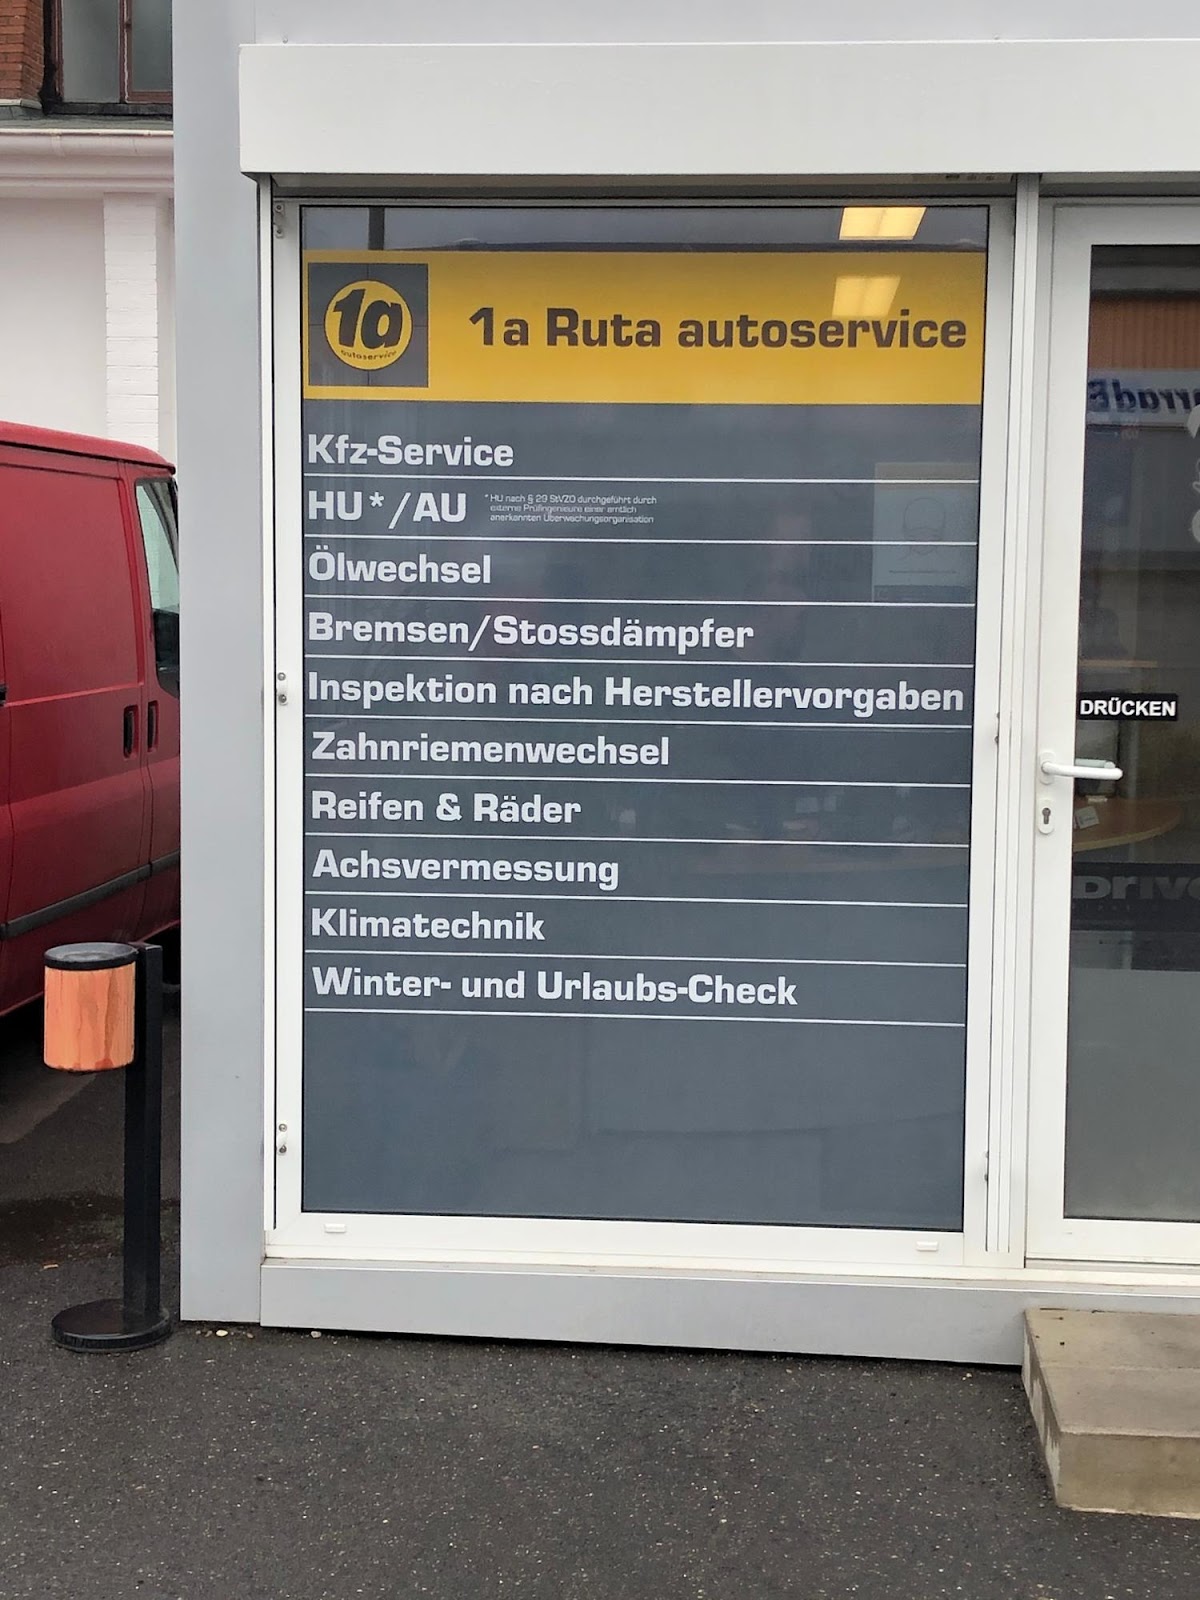 1a
autoservice
1a Ruta autoservice
Kfz-Service
HU*/AU
* HU nach § 29 StVZO durchgeführt durch
externe Prüfingenieure einer amtlich
anerkannten Überwachungsorganisation
Ölwechsel
Bremsen/Stossdämpfer
Inspektion nach Herstellervorgaben
Zahnriemenwechsel
Reifen & Räder
Achsvermessung
Klimatechnik
Winter- und Urlaubs-Check
DRÜCKEN